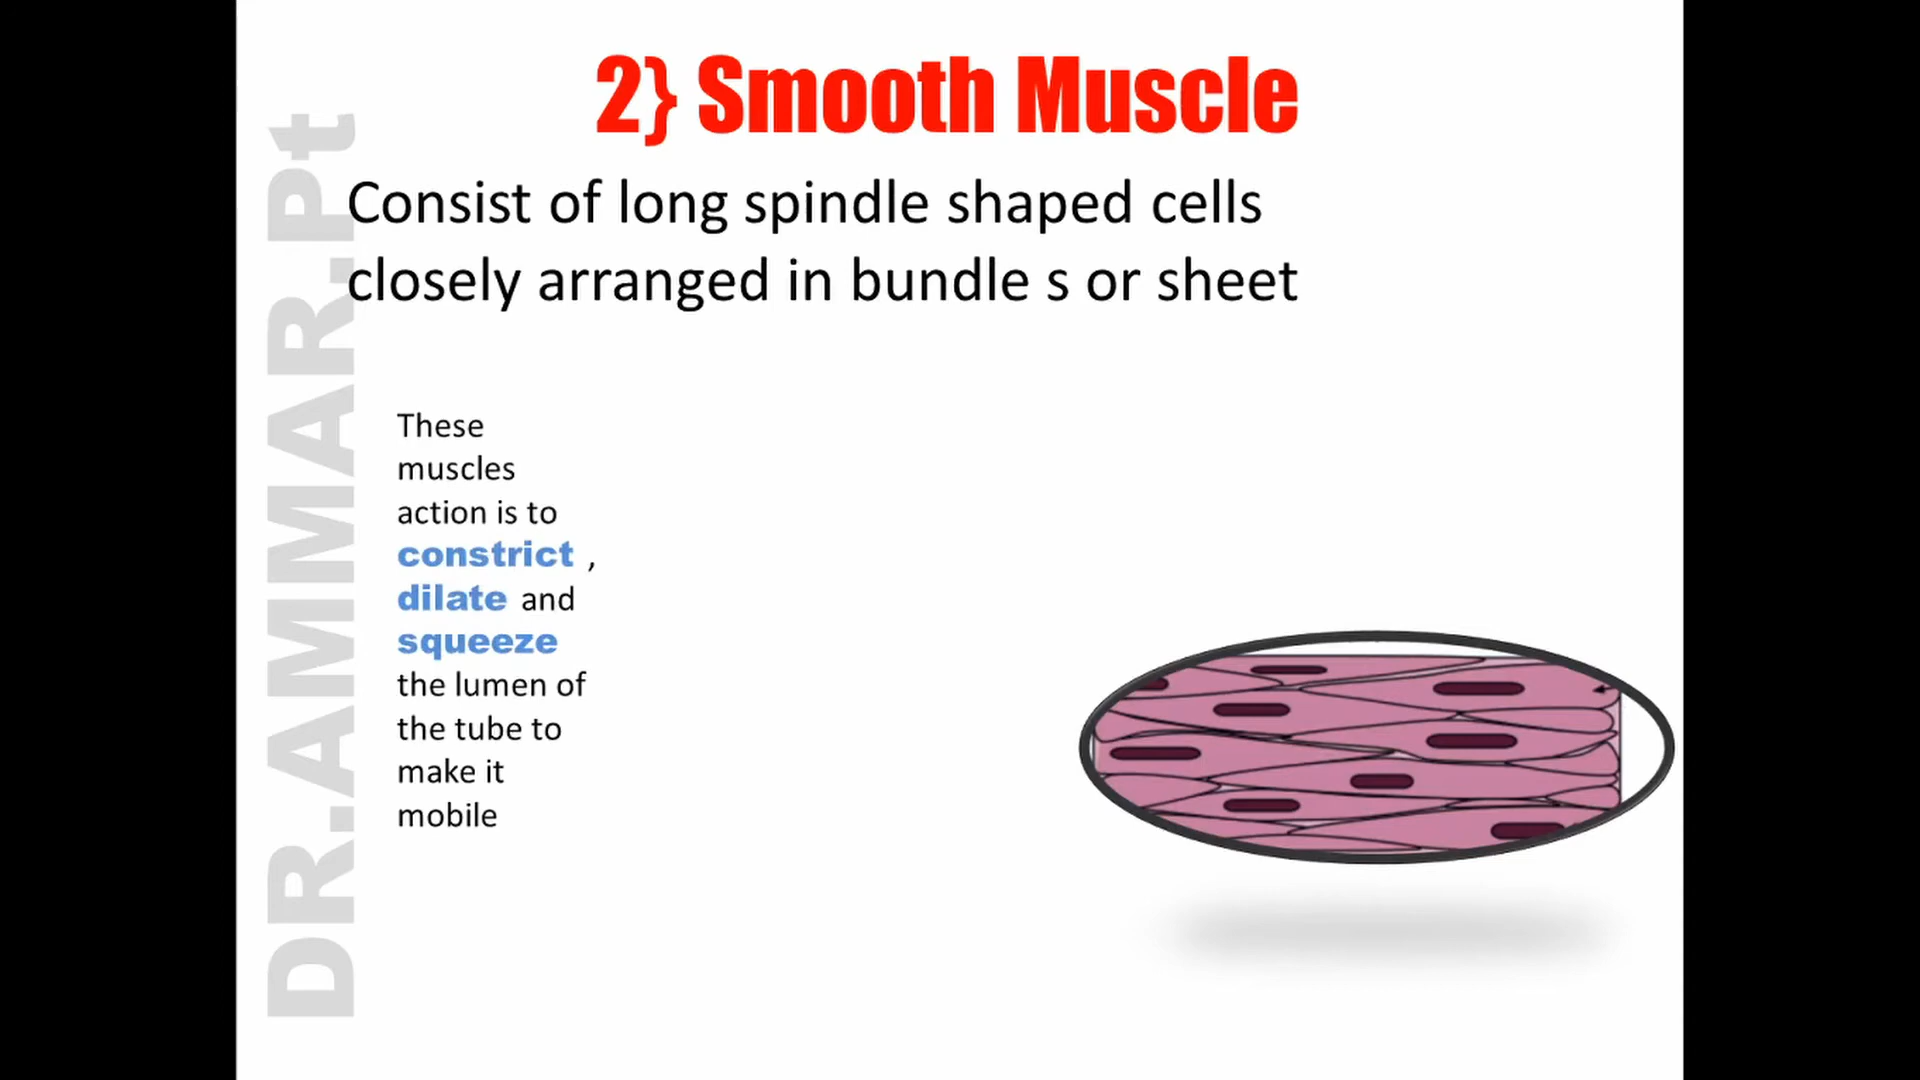 2} Smooth Muscle
Consist of long spindle shaped cells
closely arranged in bundle s or sheet
These
muscles
action is to
constrict ,
dilate and
squeeze
the lumen of
the tube to
make it
mobile
DR.AMMAR.Pt